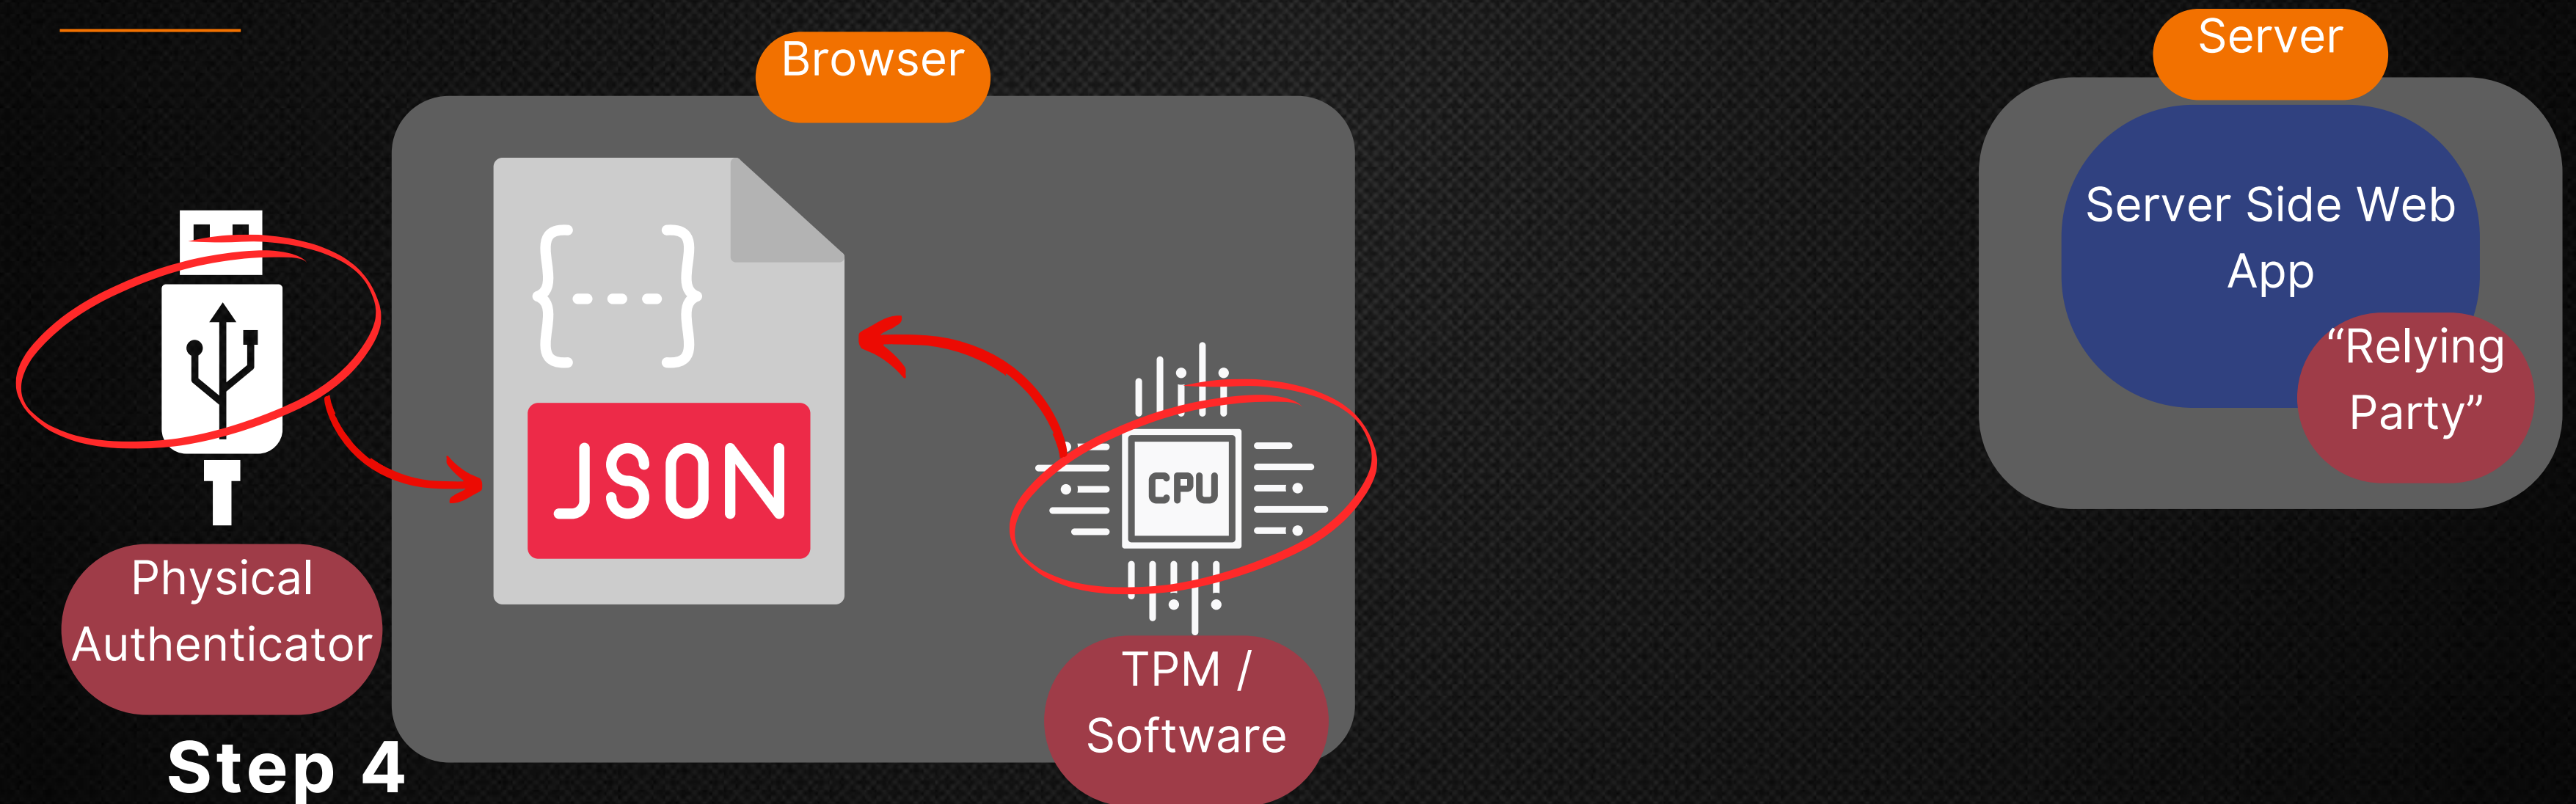 Browser
Server
Server Side Web
App
“Relying
Party”
JSON
CPU
Physical
Authenticator
TPM /
Software
Step 4